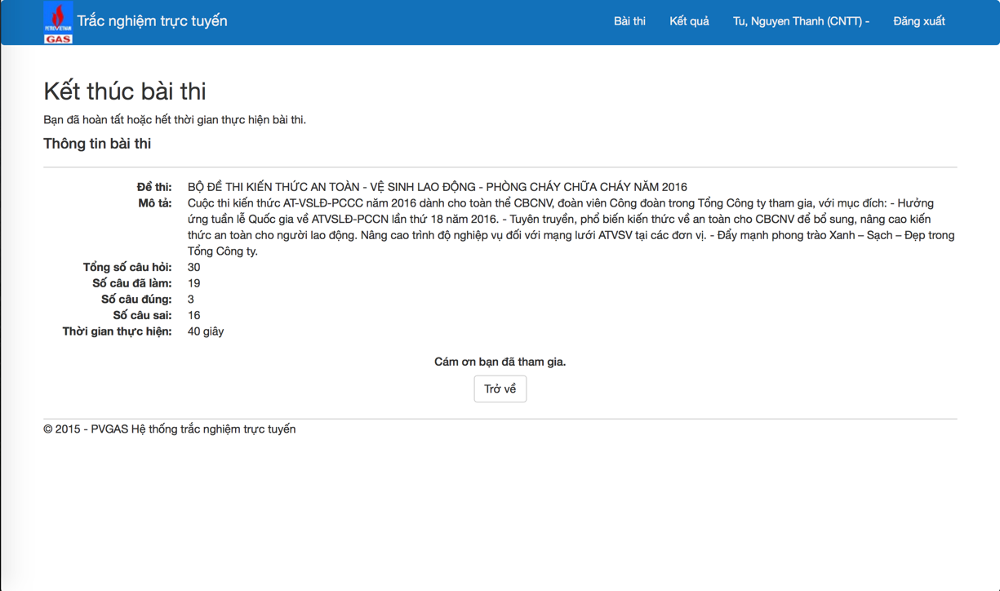 PETROVIETNAM
GAS
Trắc nghiệm trực tuyến
Bài thi
Kết quả
Tu, Nguyen Thanh (CNTT) -
Đăng xuất
Kết thúc bài thi
Bạn đã hoàn tất hoặc hết thời gian thực hiện bài thi.
Thông tin bài thi
Đề thi: BỘ ĐỀ THI KIẾN THỨC AN TOÀN - VỆ SINH LAO ĐỘNG - PHÒNG CHÁY CHỮA CHÁY NĂM 2016
Mô tả: Cuộc thi kiến thức AT-VSLĐ-PCCC năm 2016 dành cho toàn thể CBCNV, đoàn viên Công đoàn trong Tổng Công ty tham gia, với mục đích: - Hưởng
ứng tuần lễ Quốc gia về ATVSLĐ-PCCN lần thứ 18 năm 2016. - Tuyên truyền, phổ biến kiến thức về an toàn cho CBCNV để bổ sung, nâng cao kiến
thức an toàn cho người lao động. Nâng cao trình độ nghiệp vụ đối với mạng lưới ATVSV tại các đơn vị. - Đẩy mạnh phong trào Xanh – Sạch – Đẹp trong
Tổng Công ty.
Tổng số câu hỏi: 30
Số câu đã làm: 19
Số câu đúng: 3
Số câu sai: 16
Thời gian thực hiện: 40 giây
Cám ơn bạn đã tham gia.
Trở về
© 2015 - PVGAS Hệ thống trắc nghiệm trực tuyến